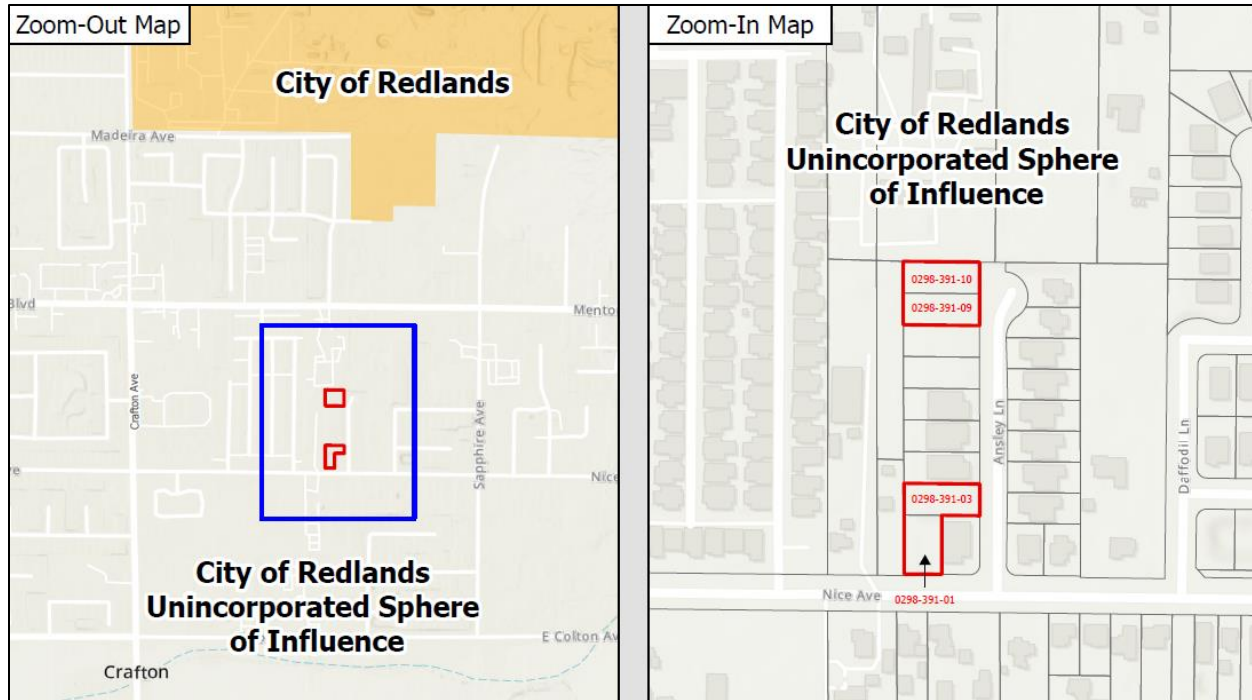 Zoom-Out Map
City of Redlands
Madeira Ave
Blvd
Mento
Crafton Ave
Sapphire Ave
ve
Nice
City of Redlands
Unincorporated Sphere
of Influence
E Colton Av
Crafton
Zoom-In Map
City of Redlands
Unincorporated Sphere
of Influence
0298-391-10
0298-391-09
Ansley Ln
Daffodil Ln
0298-391-03
Nice Ave
0298-391-01